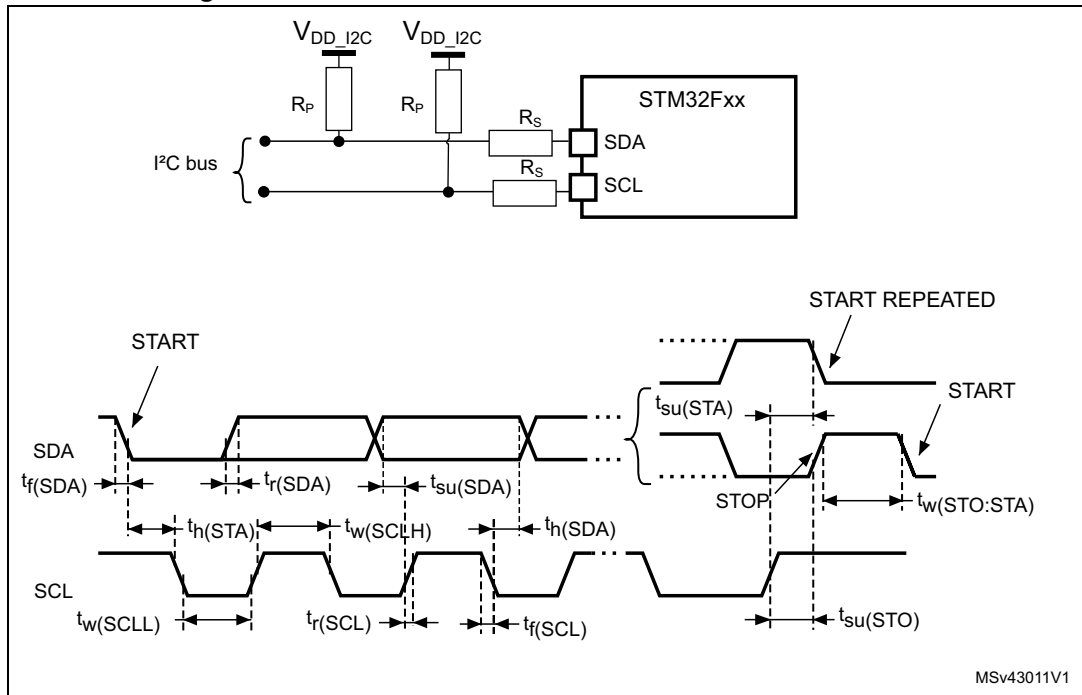 VDD_I2C VDD_I2C
RP RP
STM32Fxx
RS
SDA
I²C bus
RS
SCL
START REPEATED
START
START
tsu(STA)
SDA
tf(SDA) tr(SDA) tsu(SDA)
STOP
tw(STO:STA)
th(STA) tw(SCLH) th(SDA)
SCL
tw(SCLL) tr(SCL) tf(SCL) tsu(STO)
MSv43011V1